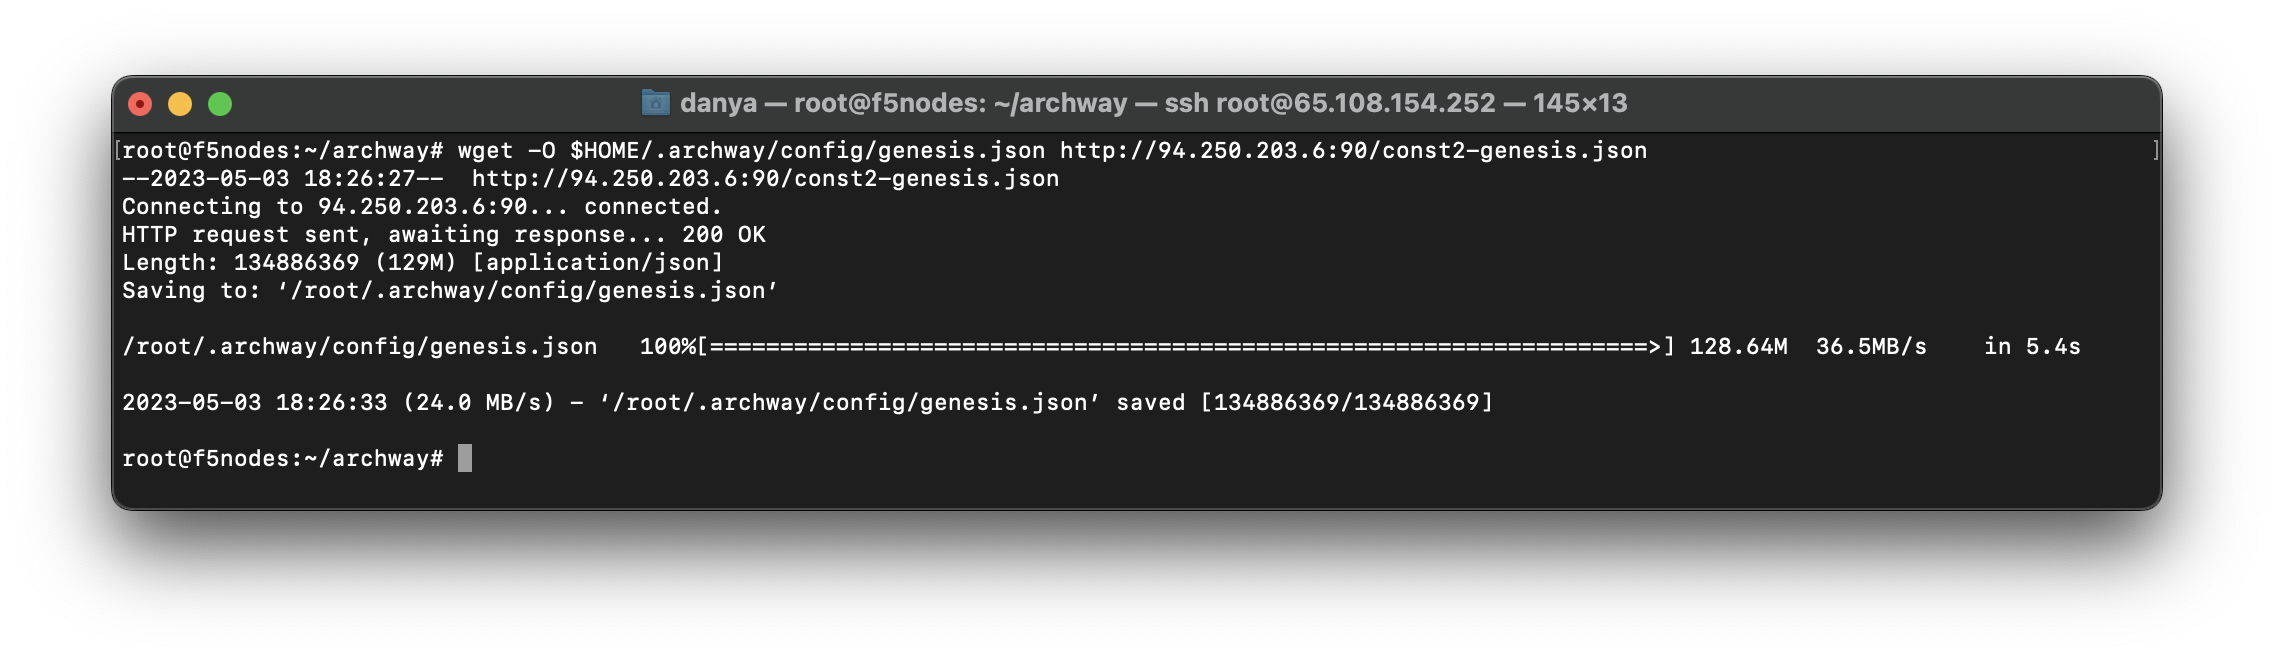 danya — root@f5nodes: ~/archway — ssh root@65.108.154.252 — 145×13
[root@f5nodes:~/archway# wget -O $HOME/.archway/config/genesis.json http://94.250.203.6:90/const2-genesis.json ]
--2023-05-03 18:26:27--  http://94.250.203.6:90/const2-genesis.json
Connecting to 94.250.203.6:90... connected.
HTTP request sent, awaiting response... 200 OK
Length: 134886369 (129M) [application/json]
Saving to: ‘/root/.archway/config/genesis.json’
/root/.archway/config/genesis.json   100%[===================================================================>] 128.64M  36.5MB/s    in 5.4s
2023-05-03 18:26:33 (24.0 MB/s) - ‘/root/.archway/config/genesis.json’ saved [134886369/134886369]
root@f5nodes:~/archway#